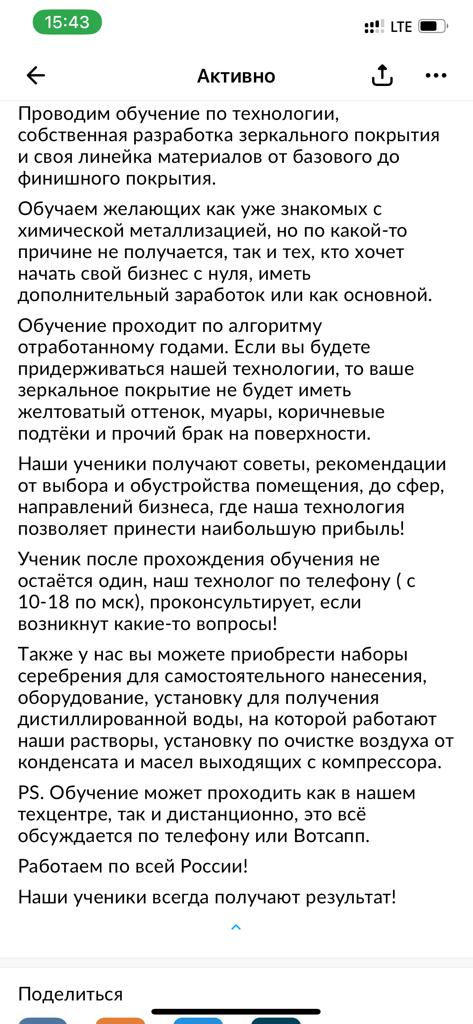 15:43
LTE
Активно
Проводим обучение по технологии,
собственная разработка зеркального покрытия
и своя линейка материалов от базового до
финишного покрытия.
Обучаем желающих как уже знакомых с
химической металлизацией, но по какой-то
причине не получается, так и тех, кто хочет
начать свой бизнес с нуля, иметь
дополнительный заработок или как основной.
Обучение проходит по алгоритму
отработанному годами. Если вы будете
придерживаться нашей технологии, то ваше
зеркальное покрытие не будет иметь
желтоватый оттенок, муары, коричневые
подтёки и прочий брак на поверхности.
Наши ученики получают советы, рекомендации
от выбора и обустройства помещения, до сфер,
направлений бизнеса, где наша технология
позволяет принести наибольшую прибыль!
Ученик после прохождения обучения не
остаётся один, наш технолог по телефону ( с
10-18 по мск), проконсультирует, если
возникнут какие-то вопросы!
Также у нас вы можете приобрести наборы
серебрения для самостоятельного нанесения,
оборудование, установку для получения
дистиллированной воды, на которой работают
наши растворы, установку по очистке воздуха от
конденсата и масел выходящих с компрессора.
PS. Обучение может проходить как в нашем
техцентре, так и дистанционно, это всё
обсуждается по телефону или Вотсапп.
Работаем по всей России!
Наши ученики всегда получают результат!
Поделиться